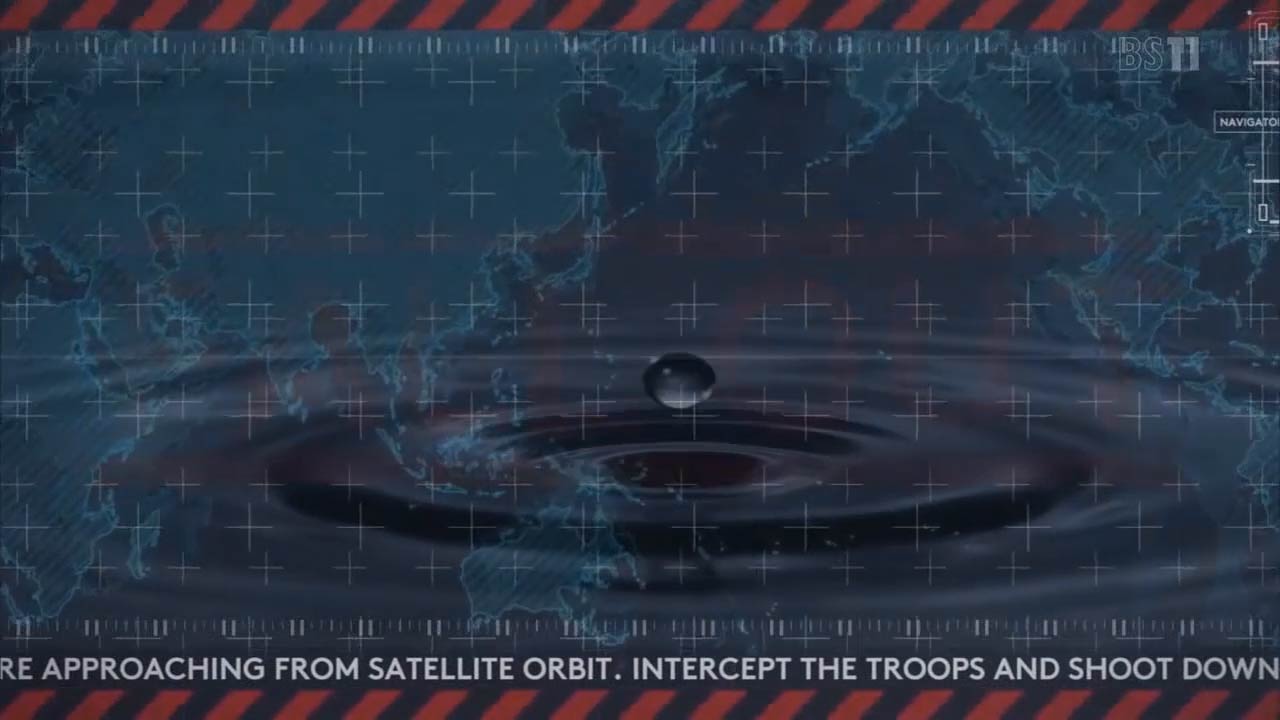 BS11
NAVIGATO
RE APPROACHING FROM SATELLITE ORBIT. INTERCEPT THE TROOPS AND SHOOT DOWN